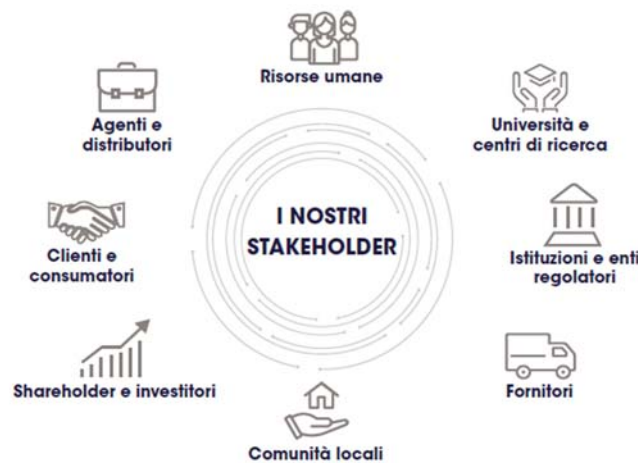 Risorse umane
Agenti e
distributori
Università e
centri di ricerca
I NOSTRI
STAKEHOLDER
Clienti e
consumatori
Istituzioni e enti
regolatori
Shareholder e investitori
Fornitori
Comunità locali